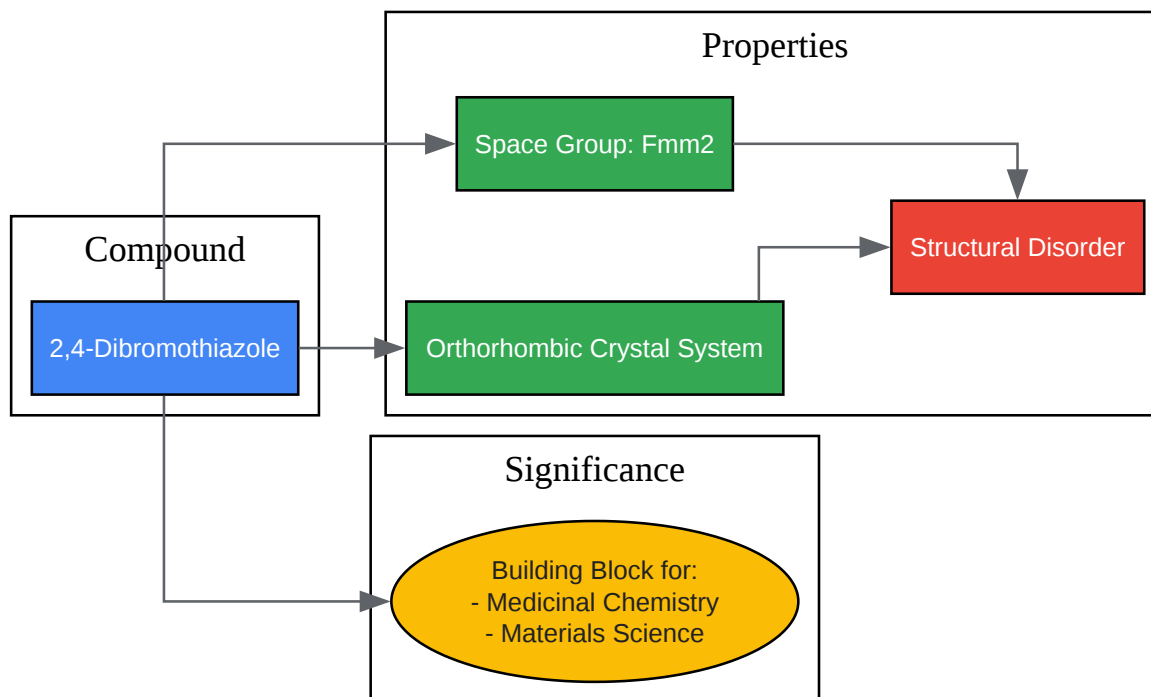 Properties
Space Group: Fmm2
Structural Disorder
Compound
2,4-Dibromothiazole
Orthorhombic Crystal System
Significance
Building Block for:
- Medicinal Chemistry
- Materials Science